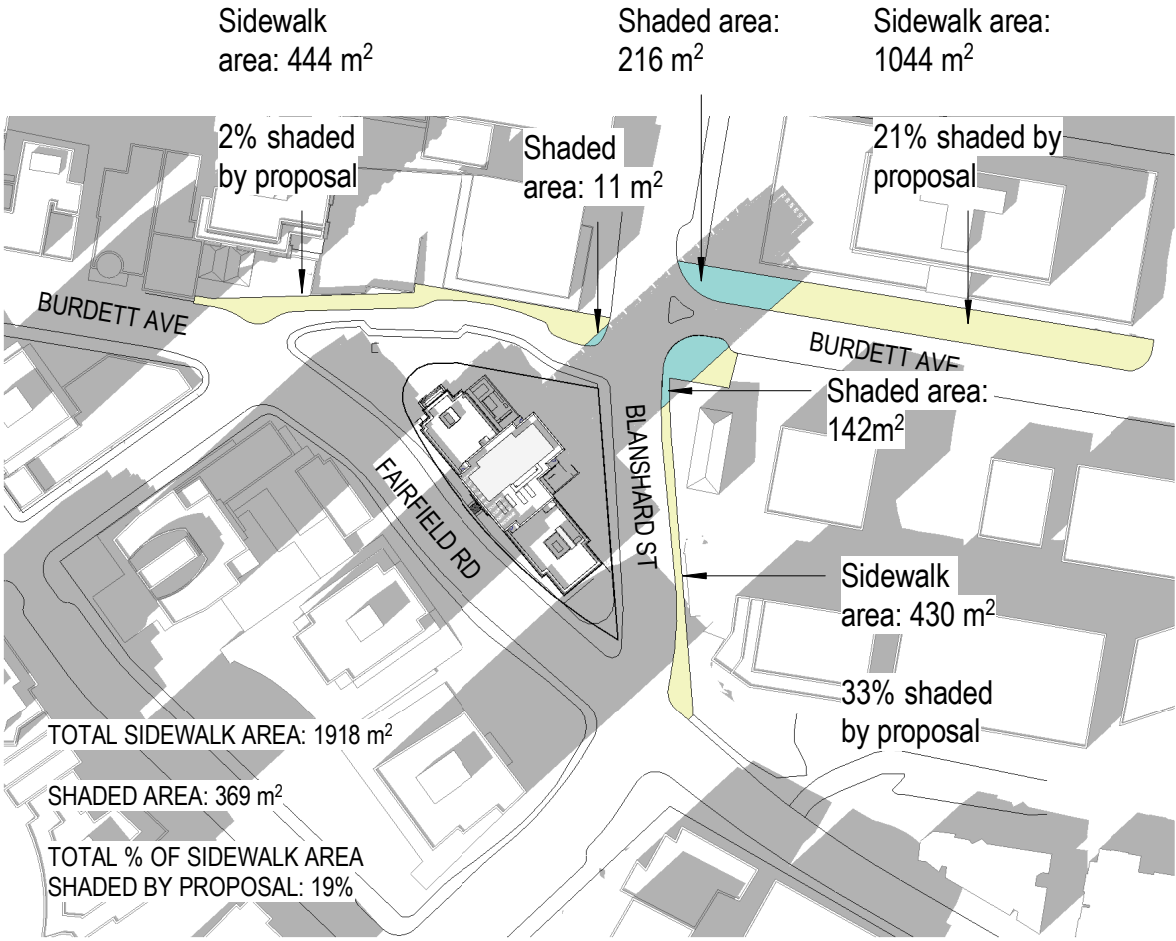 Sidewalk
area: 444 m²
2% shaded
by proposal
Shaded
area: 11 m²
Shaded area:
216 m²
Sidewalk area:
1044 m²
21% shaded by
proposal
BURDETT AVE
BURDETT AVE
Shaded area:
142m²
BLANSHARD ST
FAIRFIELD RD
Sidewalk
area: 430 m²
33% shaded
by proposal
TOTAL SIDEWALK AREA: 1918 m²
SHADED AREA: 369 m²
TOTAL % OF SIDEWALK AREA
SHADED BY PROPOSAL: 19%